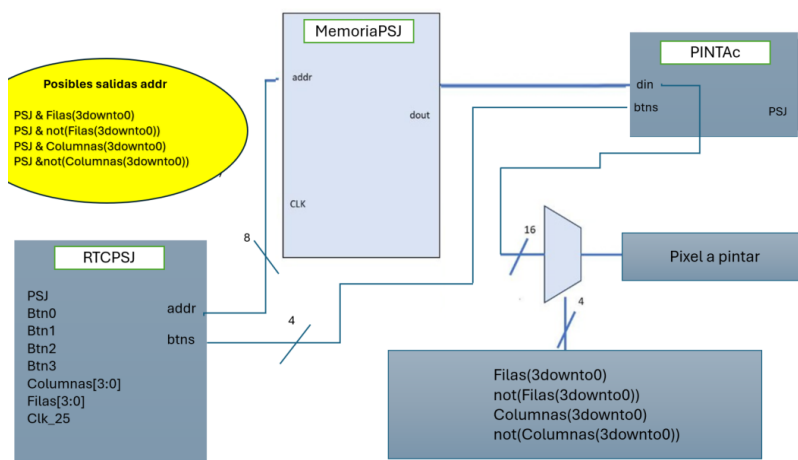 MemoriaPSJ
addr
dout
CLK
PINTAc
din
btns
PSJ
Posibles salidas addr
PSJ & Filas(3downto0)
PSJ & not(Filas(3downto0))
PSJ & Columnas(3downto0)
PSJ &not(Columnas(3downto0))
8
RTCPSJ
PSJ
Btn0
Btn1
Btn2
Btn3
Columnas[3:0]
Filas[3:0]
Clk_25
addr
btns
4
16
4
Pixel a pintar
Filas(3downto0)
not(Filas(3downto0))
Columnas(3downto0)
not(Columnas(3downto0))